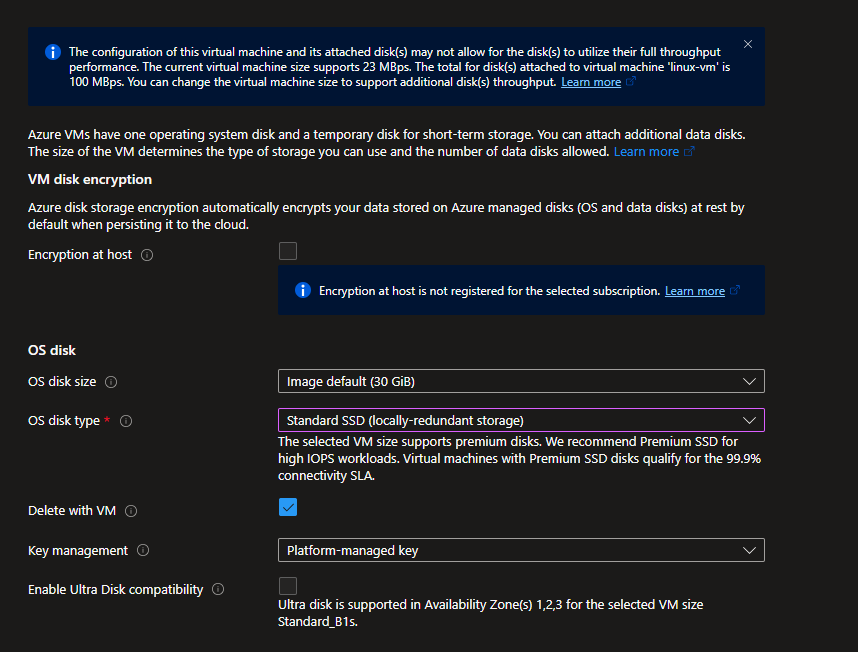 The configuration of this virtual machine and its attached disk(s) may not allow for the disk(s) to utilize their full throughput
performance. The current virtual machine size supports 23 MBps. The total for disk(s) attached to virtual machine 'linux-vm' is
100 MBps. You can change the virtual machine size to support additional disk(s) throughput. Learn more
Azure VMs have one operating system disk and a temporary disk for short-term storage. You can attach additional data disks.
The size of the VM determines the type of storage you can use and the number of data disks allowed. Learn more
VM disk encryption
Azure disk storage encryption automatically encrypts your data stored on Azure managed disks (OS and data disks) at rest by
default when persisting it to the cloud.
Encryption at host
Encryption at host is not registered for the selected subscription. Learn more
OS disk
OS disk size
Image default (30 GiB)
OS disk type *
Standard SSD (locally-redundant storage)
The selected VM size supports premium disks. We recommend Premium SSD for
high IOPS workloads. Virtual machines with Premium SSD disks qualify for the 99.9%
connectivity SLA.
Delete with VM
Key management
Platform-managed key
Enable Ultra Disk compatibility
Ultra disk is supported in Availability Zone(s) 1,2,3 for the selected VM size
Standard_B1s.